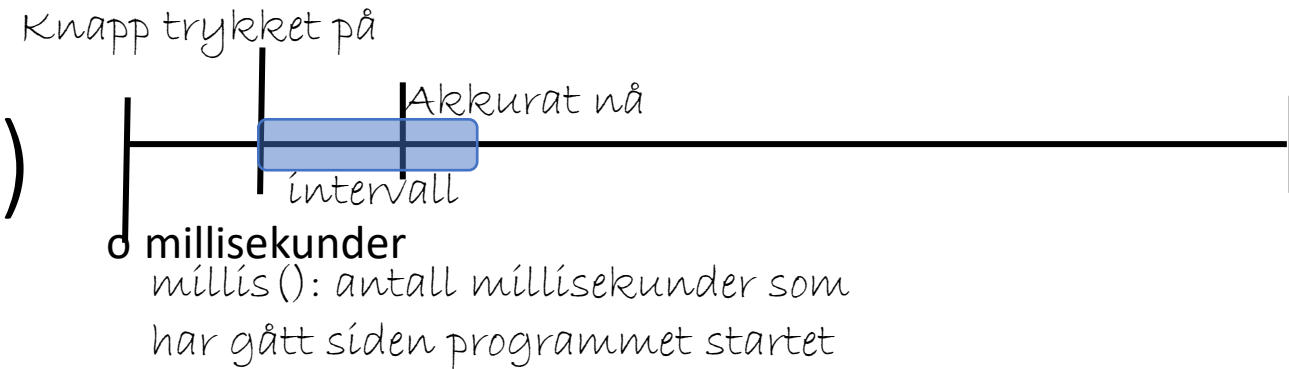 Knapp trykket på
Akkurat nå
)
intervall
0 millisekunder
millis(): antall millisekunder som
har gått siden programmet startet